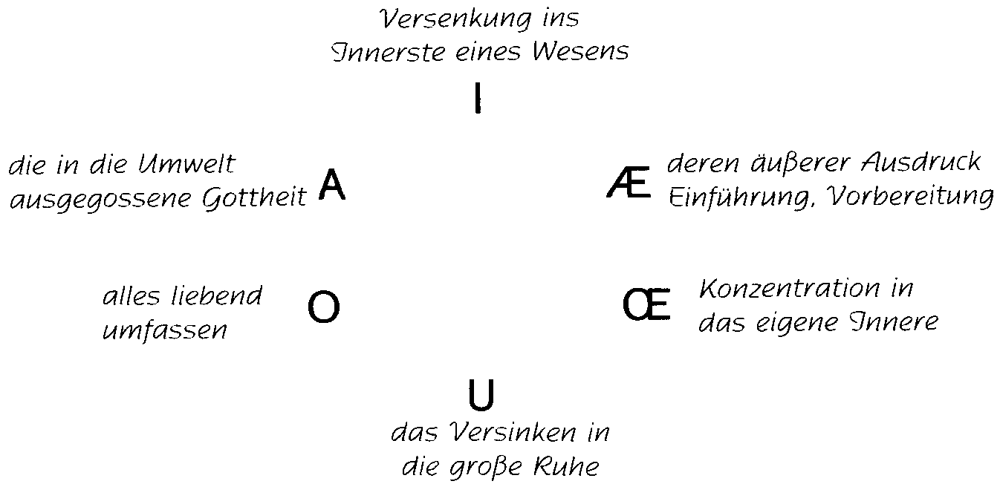 Versenkung ins
Innerste eines Wesens
I
die in die Umwelt
ausgegossene Gottheit
A
Æ
deren äußerer Ausdruck
Einführung, Vorbereitung
alles liebend
umfassen
O
Œ
Konzentration in
das eigene Innere
U
das Versinken in
die große Ruhe